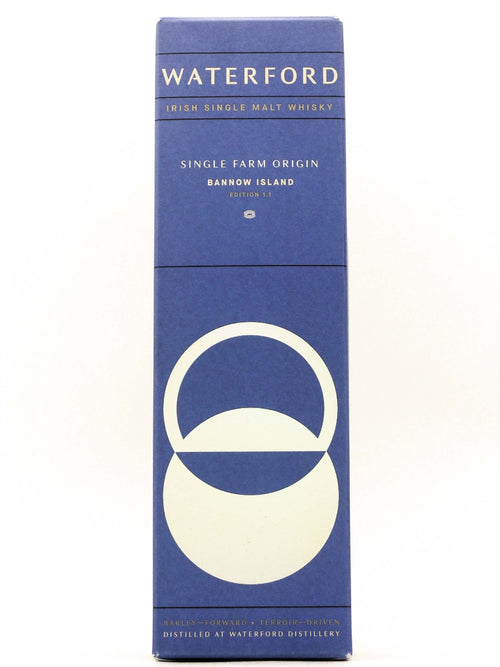 WATERFORD
IRISH SINGLE MALT WHISKY
SINGLE FARM ORIGIN
BANNOW ISLAND
EDITION 1.1
BARLEY—FORWARD • TERROIR—DRIVEN
DISTILLED AT WATERFORD DISTILLERY